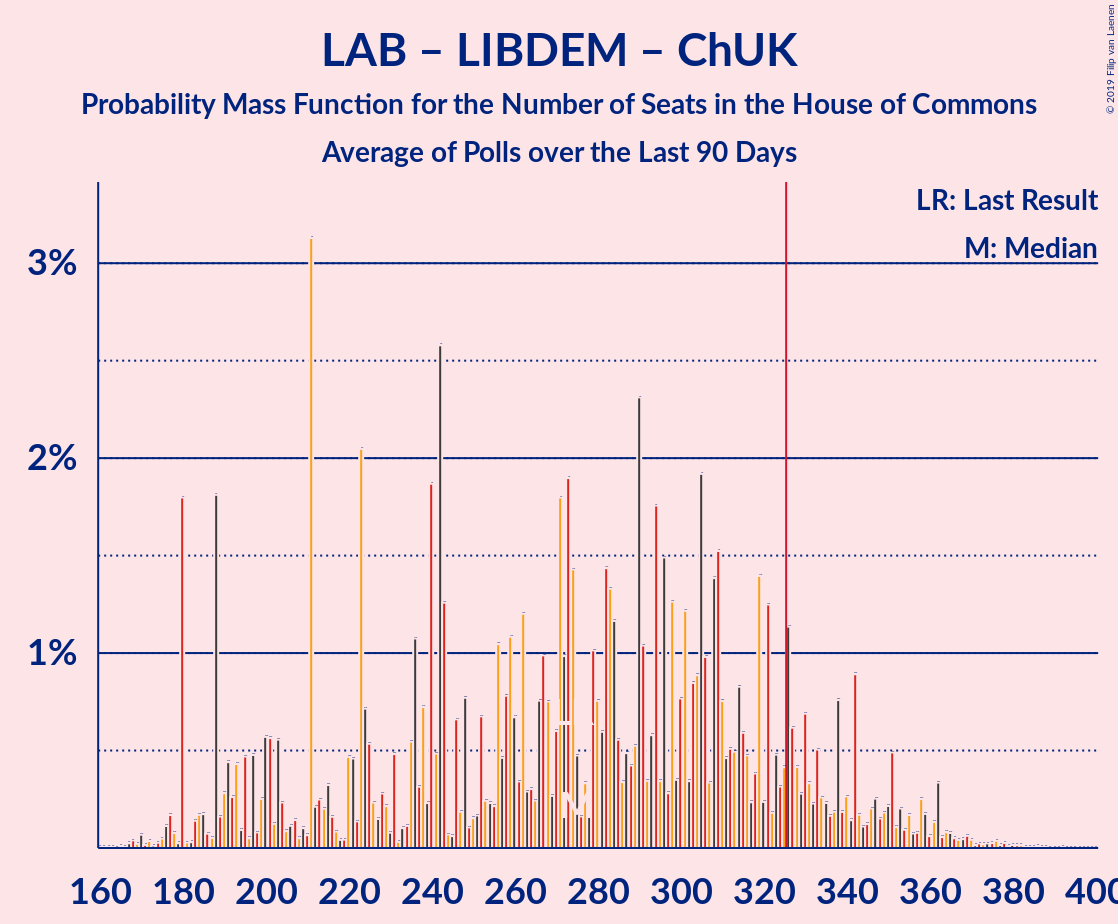 LAB – LIBDEM – ChUK
Probability Mass Function for the Number of Seats in the House of Commons
Average of Polls over the Last 90 Days
© 2019 Filip van Laenen
LR: Last Result
M: Median
3%
2%
1%
M
160 180 200 220 240 260 280 300 320 340 360 380 400